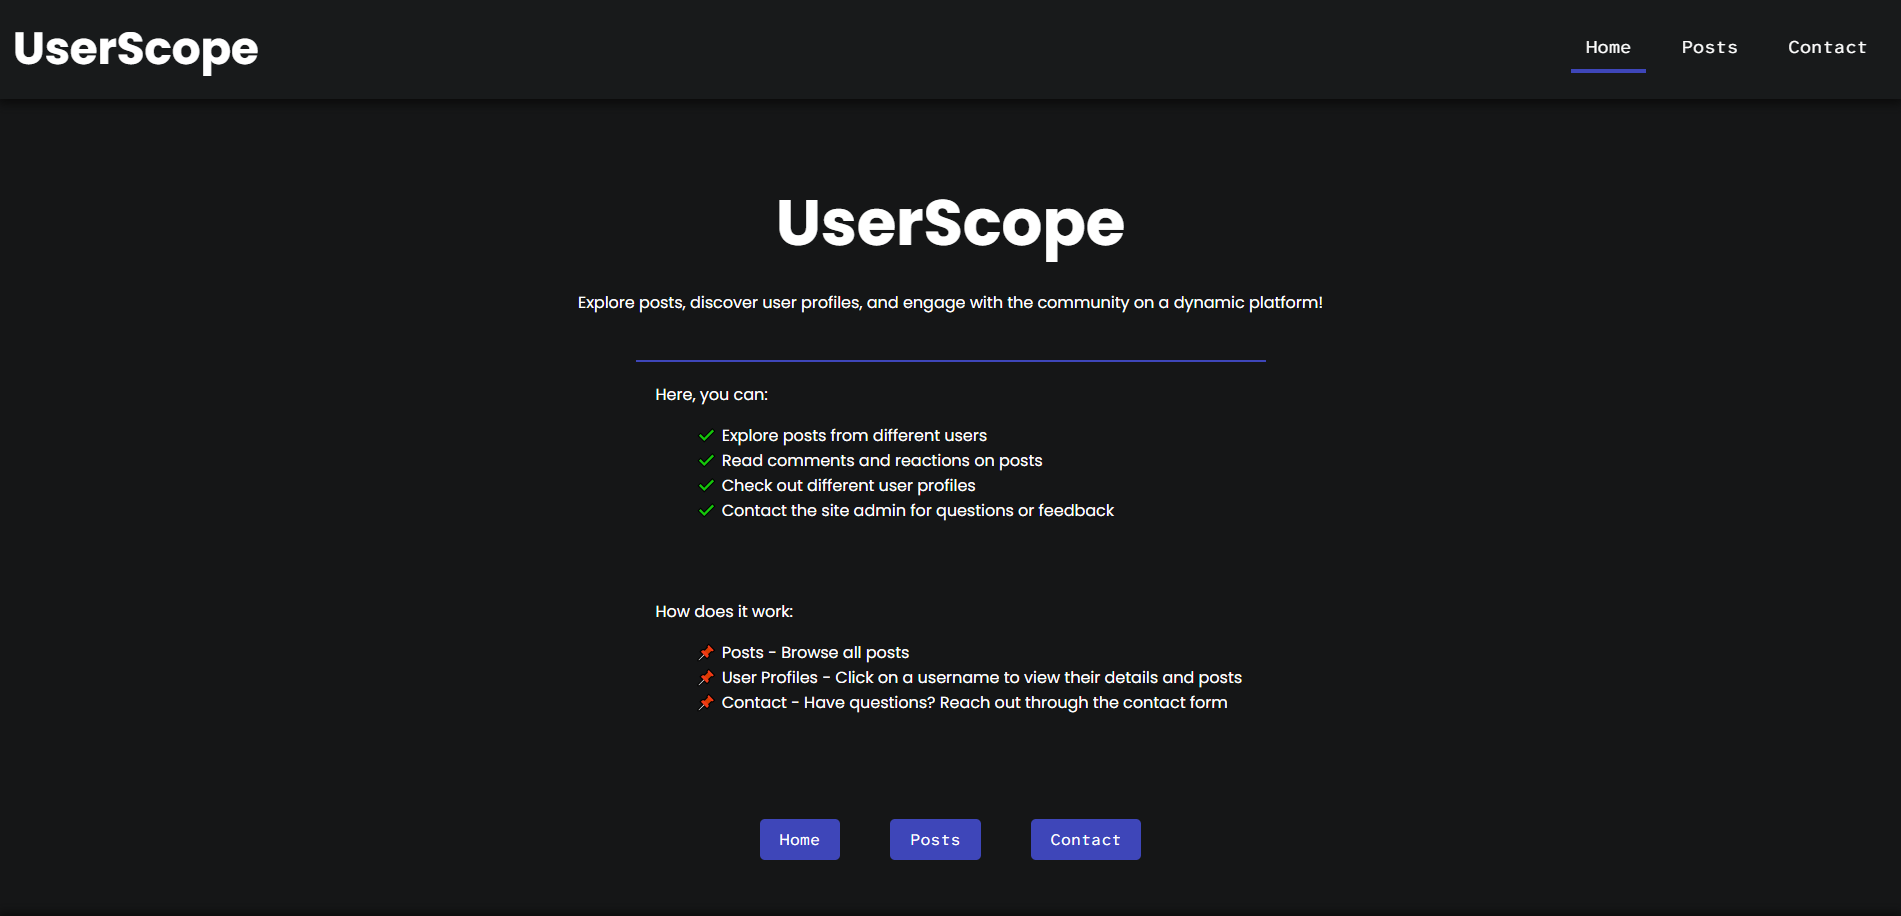 UserScope
Home Posts Contact
UserScope
Explore posts, discover user profiles, and engage with the community on a dynamic platform!
Here, you can:
Explore posts from different users
Read comments and reactions on posts
Check out different user profiles
Contact the site admin for questions or feedback
How does it work:
Posts - Browse all posts
User Profiles - Click on a username to view their details and posts
Contact - Have questions? Reach out through the contact form
Home Posts Contact